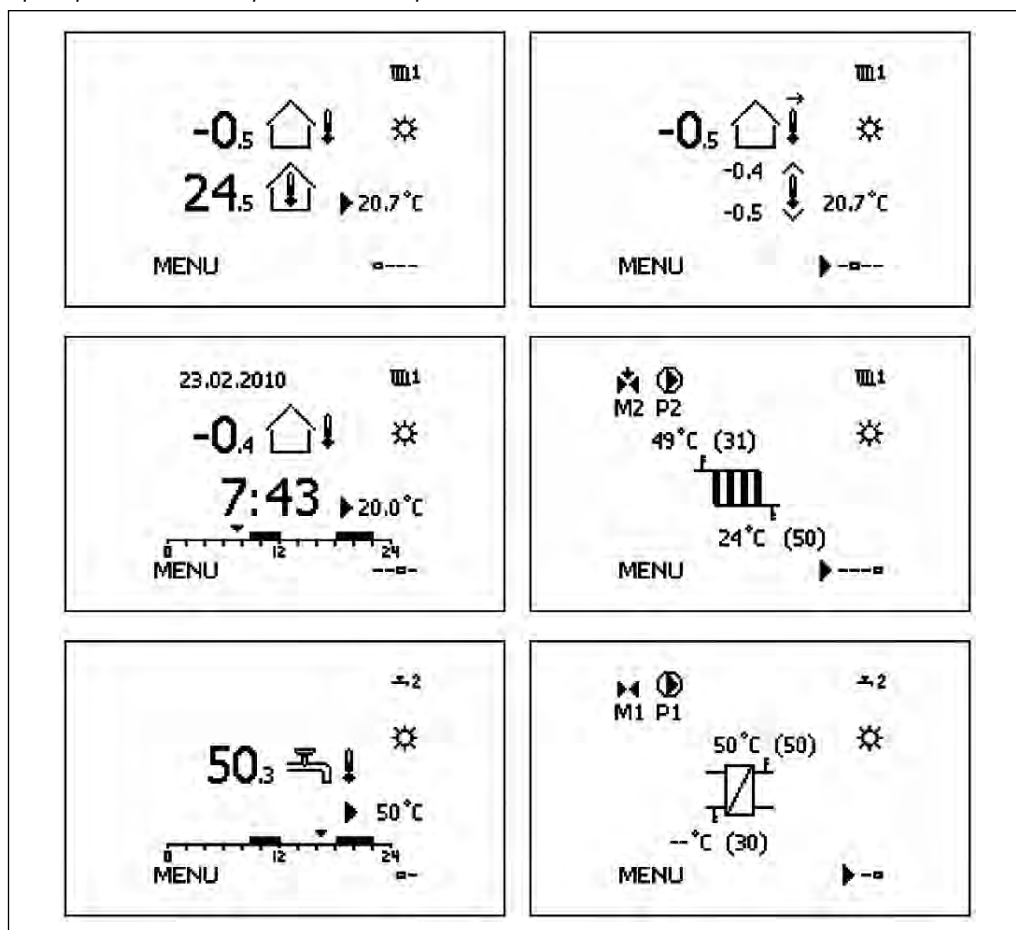 1
-0.5
24.5
20.7°C
MENU
1
-0.5
-0.4
-0.5
20.7°C
MENU
23.02.2010
1
-0.4
7:43
20.0°C
0 12 24
MENU
1
M2 P2
49°C (31)
24°C (50)
MENU
2
50.3
50°C
0 12 24
MENU
2
M1 P1
50°C (50)
--°C (30)
MENU